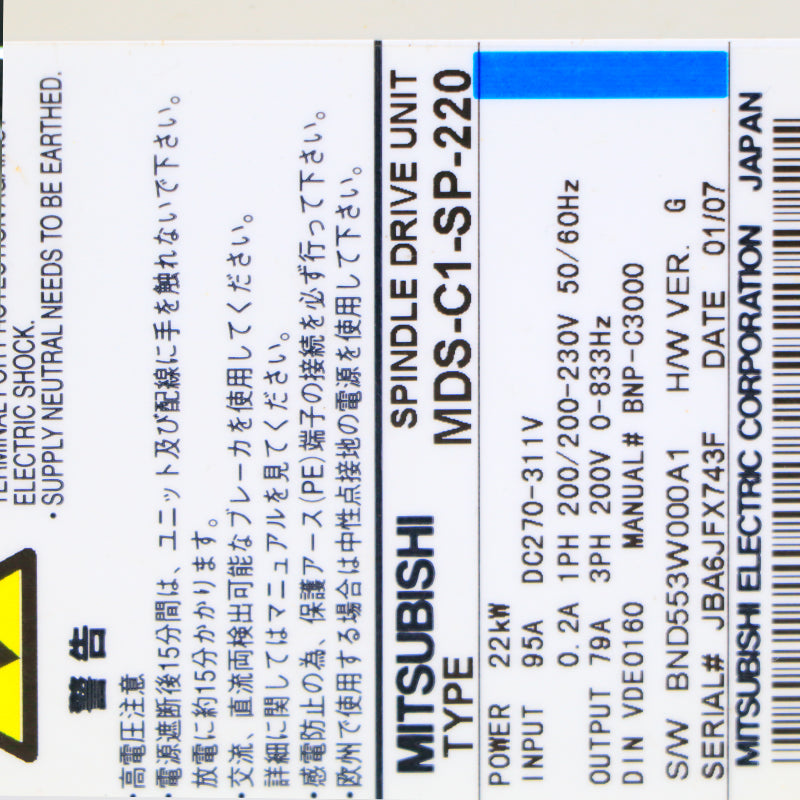 ELECTRIC SHOCK.
・SUPPLY NEUTRAL NEEDS TO BE EARTHED.
警告
・高電圧注意
・電源遮断後15分間は、ユニット及び配線に手を触れないで下さい。
放電に約15分かかります。
・交流、直流両検出可能なブレーカを使用してください。
詳細に関してはマニュアルを見てください。
・感電防止の為、保護アース(PE)端子の接続を必ず行って下さい。
・欧州で使用する場合は中性点接地の電源を使用して下さい。
MITSUBISHI SPINDLE DRIVE UNIT
TYPE MDS-C1-SP-220
POWER 22kW
INPUT 95A DC270-311V
0.2A 1PH 200/200-230V 50/60Hz
OUTPUT 79A 3PH 200V 0-833Hz
DIN VDE0160 MANUAL# BNP-C3000
S/W BND553W000A1 H/W VER. G
SERIAL# JBA6JFX743F DATE 01/07
MITSUBISHI ELECTRIC CORPORATION JAPAN